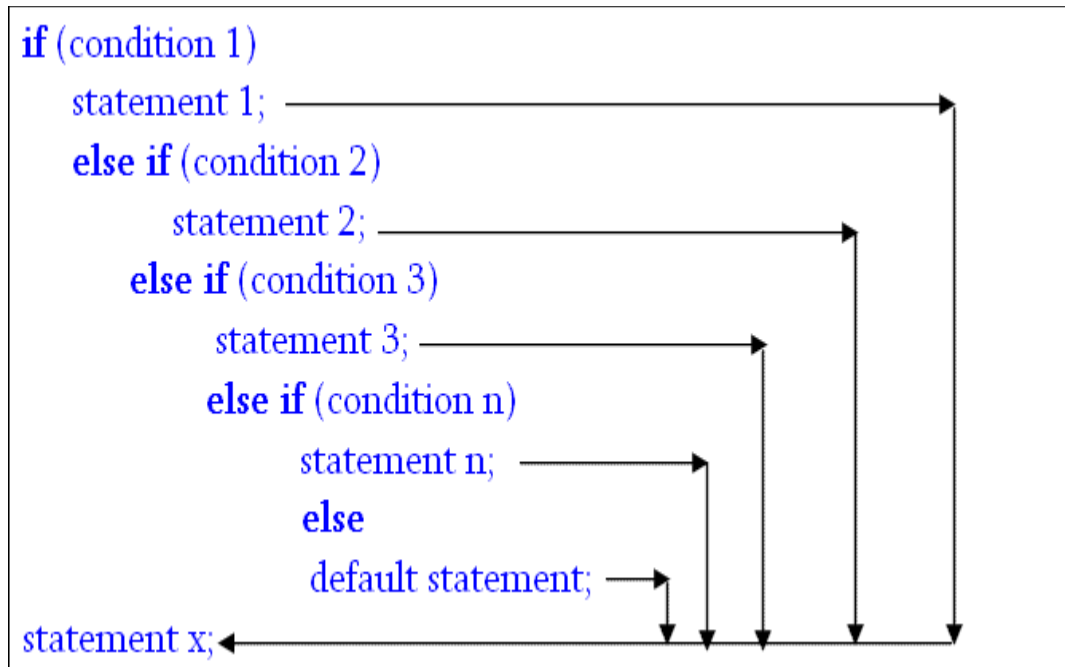 if (condition 1)
statement 1;
else if (condition 2)
statement 2;
else if (condition 3)
statement 3;
else if (condition n)
statement n;
else
default statement;
statement x;